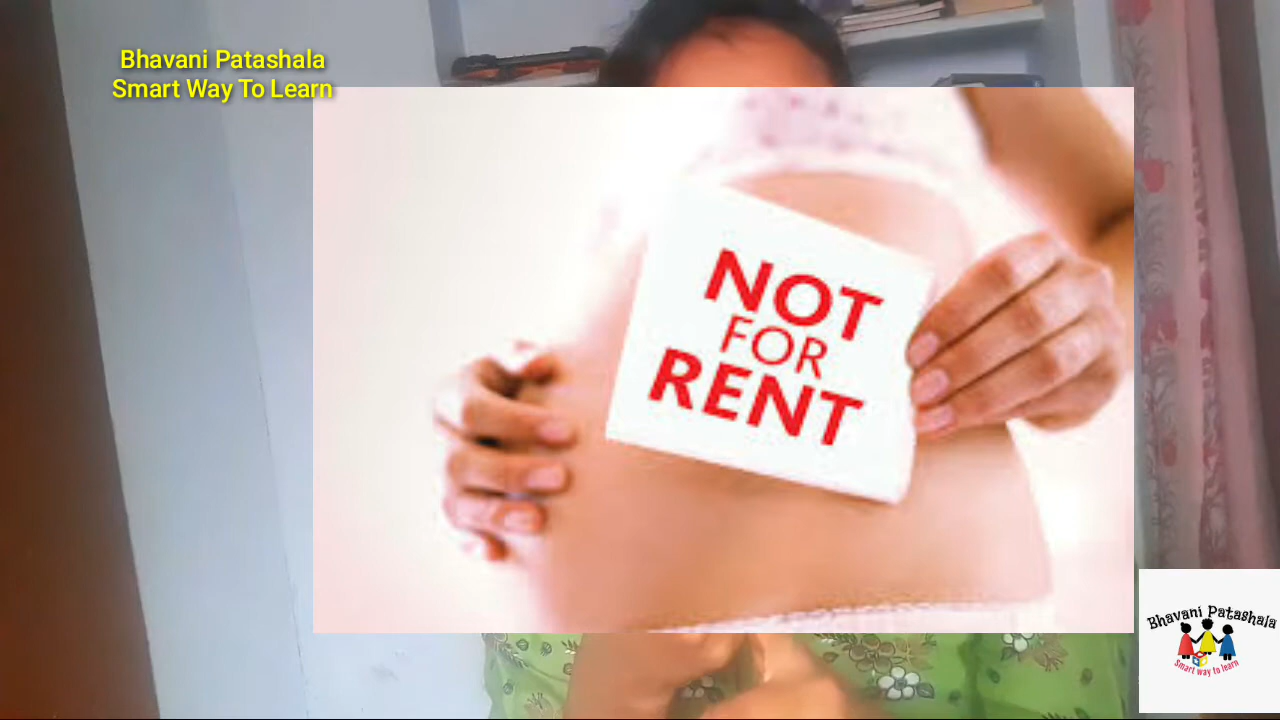 Bhavani Patashala
Smart Way To Learn
NOT
FOR
RENT
Bhavani Patashala
Smart way to learn